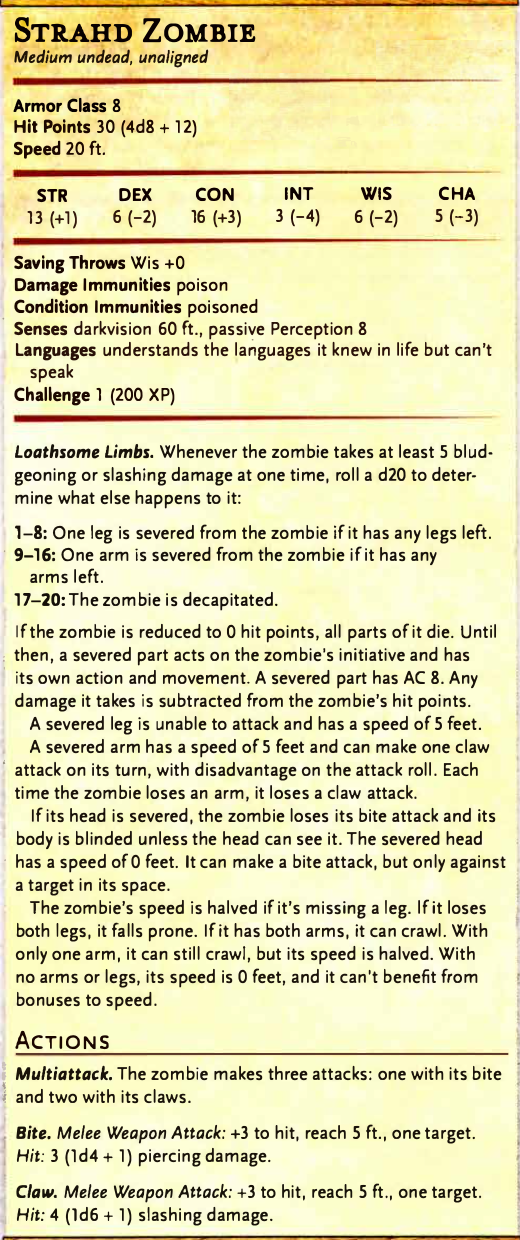 STRAHD ZOMBIE
Medium undead, unaligned
Armor Class 8
Hit Points 30 (4d8 + 12)
Speed 20 ft.
STR DEX CON INT WIS CHA
13 (+1) 6 (−2) 16 (+3) 3 (−4) 6 (−2) 5 (−3)
Saving Throws Wis +0
Damage Immunities poison
Condition Immunities poisoned
Senses darkvision 60 ft., passive Perception 8
Languages understands the languages it knew in life but can't
speak
Challenge 1 (200 XP)
Loathsome Limbs. Whenever the zombie takes at least 5 blud-
geoning or slashing damage at one time, roll a d20 to deter-
mine what else happens to it:
1–8: One leg is severed from the zombie if it has any legs left.
9–16: One arm is severed from the zombie if it has any
arms left.
17–20: The zombie is decapitated.
If the zombie is reduced to 0 hit points, all parts of it die. Until
then, a severed part acts on the zombie's initiative and has
its own action and movement. A severed part has AC 8. Any
damage it takes is subtracted from the zombie's hit points.
A severed leg is unable to attack and has a speed of 5 feet.
A severed arm has a speed of 5 feet and can make one claw
attack on its turn, with disadvantage on the attack roll. Each
time the zombie loses an arm, it loses a claw attack.
If its head is severed, the zombie loses its bite attack and its
body is blinded unless the head can see it. The severed head
has a speed of 0 feet. It can make a bite attack, but only against
a target in its space.
The zombie's speed is halved if it's missing a leg. If it loses
both legs, it falls prone. If it has both arms, it can crawl. With
only one arm, it can still crawl, but its speed is halved. With
no arms or legs, its speed is 0 feet, and it can't benefit from
bonuses to speed.
ACTIONS
Multiattack. The zombie makes three attacks: one with its bite
and two with its claws.
Bite. Melee Weapon Attack: +3 to hit, reach 5 ft., one target.
Hit: 3 (1d4 + 1) piercing damage.
Claw. Melee Weapon Attack: +3 to hit, reach 5 ft., one target.
Hit: 4 (1d6 + 1) slashing damage.